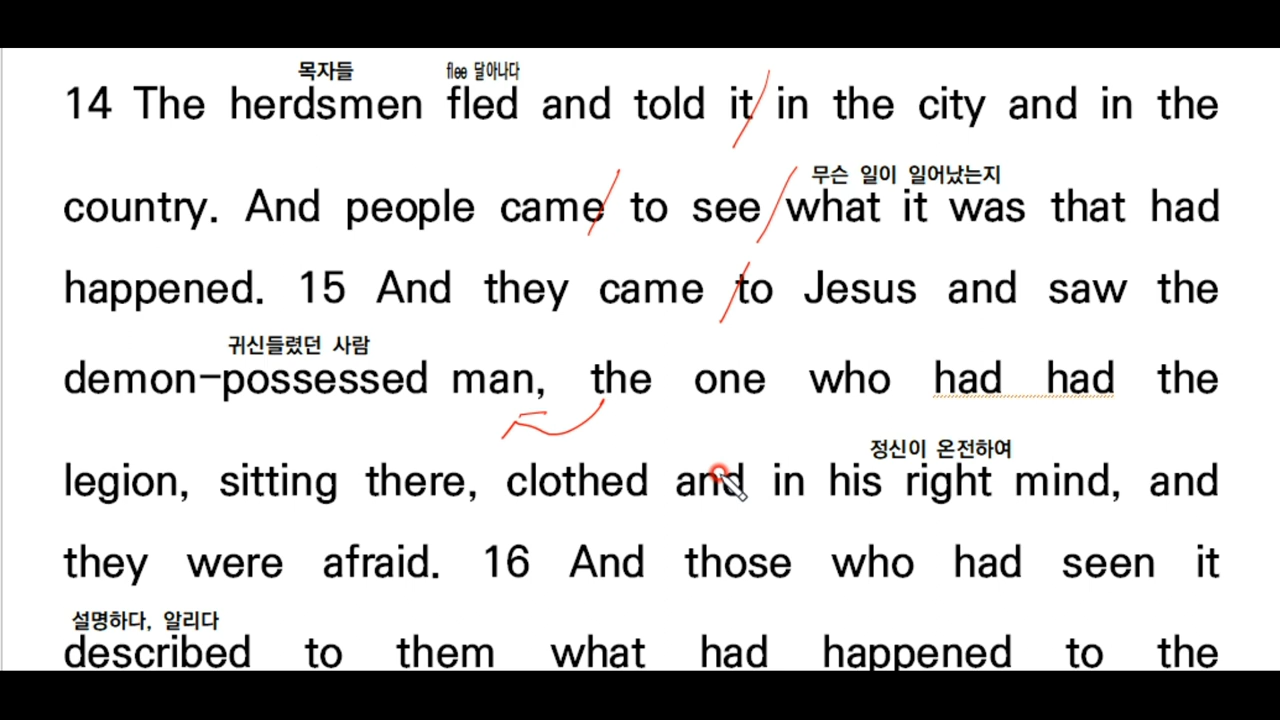 목자들 flee 달아나다
14 The herdsmen fled and told it in the city and in the
무슨 일이 일어났는지
country. And people came to see what it was that had
happened. 15 And they came to Jesus and saw the
귀신들렸던 사람
demon-possessed man, the one who had had the
정신이 온전하여
legion, sitting there, clothed and in his right mind, and
they were afraid. 16 And those who had seen it
설명하다, 알리다
described to them what had happened to the